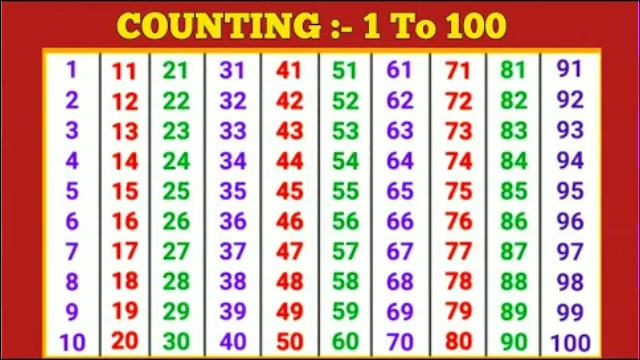 COUNTING :- 1 To 100
1 11 21 31 41 51 61 71 81 91
2 12 22 32 42 52 62 72 82 92
3 13 23 33 43 53 63 73 83 93
4 14 24 34 44 54 64 74 84 94
5 15 25 35 45 55 65 75 85 95
6 16 26 36 46 56 66 76 86 96
7 17 27 37 47 57 67 77 87 97
8 18 28 38 48 58 68 78 88 98
9 19 29 39 49 59 69 79 89 99
10 20 30 40 50 60 70 80 90 100